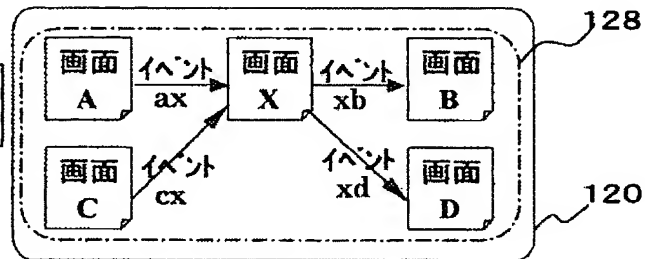 128
画面 イベント 画面 イベント 画面
A ax X xb B
画面 イベント イベント 画面
C cx xd D
120